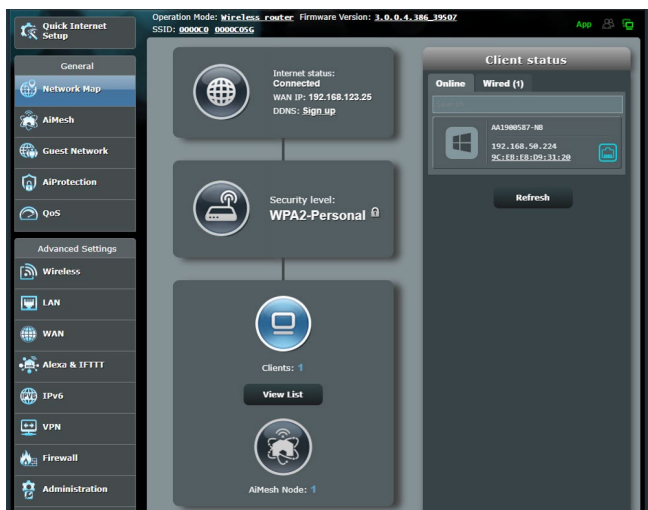 Quick Internet
Setup
Operation Mode: Wireless router Firmware Version: 3.0.0.4.386_39507
SSID: 0000C0 0000C05G
App
General
Network Map
AiMesh
Guest Network
AiProtection
QoS
Advanced Settings
Wireless
LAN
WAN
Alexa & IFTTT
IPv6
VPN
Firewall
Administration
Internet status:
Connected
WAN IP: 192.168.123.25
DDNS: Sign up
Security level:
WPA2-Personal
Clients: 1
View List
AiMesh Node: 1
Client status
Online Wired (1)
Search
AA1900587-NB
192.168.50.224
9C:EB:E8:D9:31:20
Refresh